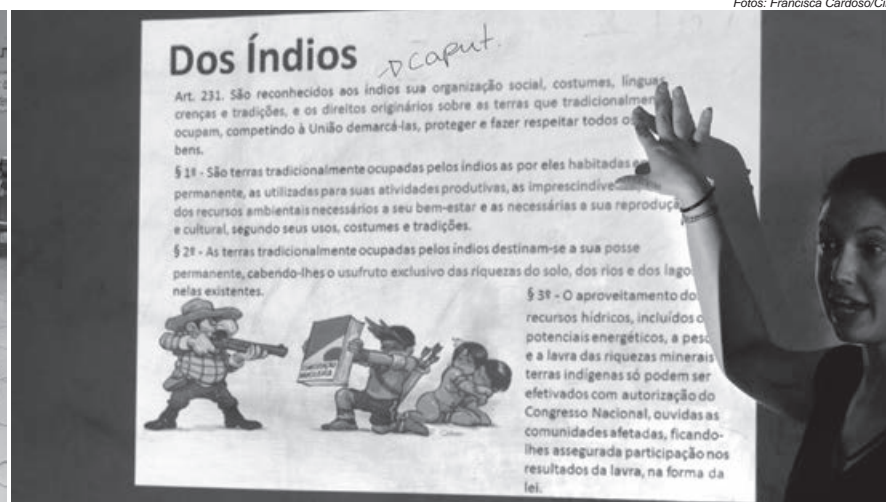 Fotos: Francisca Cardoso/Ci
Dos Índios
caput.
Art. 231. São reconhecidos aos índios sua organização social, costumes, línguas,
crenças e tradições, e os direitos originários sobre as terras que tradicionalmen
ocupam, competindo à União demarcá-las, proteger e fazer respeitar todos o
bens.
§ 1º - São terras tradicionalmente ocupadas pelos índios as por eles habitadas e
permanente, as utilizadas para suas atividades produtivas, as imprescindíve
dos recursos ambientais necessários a seu bem-estar e as necessárias a sua reproduçã
e cultural, segundo seus usos, costumes e tradições.
§ 2º - As terras tradicionalmente ocupadas pelos índios destinam-se a sua posse
permanente, cabendo-lhes o usufruto exclusivo das riquezas do solo, dos rios e dos lago
nelas existentes.
§ 3º - O aproveitamento do
recursos hídricos, incluídos o
potenciais energéticos, a pesq
e a lavra das riquezas minerais
terras indígenas só podem ser
efetivados com autorização do
Congresso Nacional, ouvidas as
comunidades afetadas, ficando-
lhes assegurada participação nos
resultados da lavra, na forma da
lei.
CONSTITUIÇÃO
BRASILEIRA